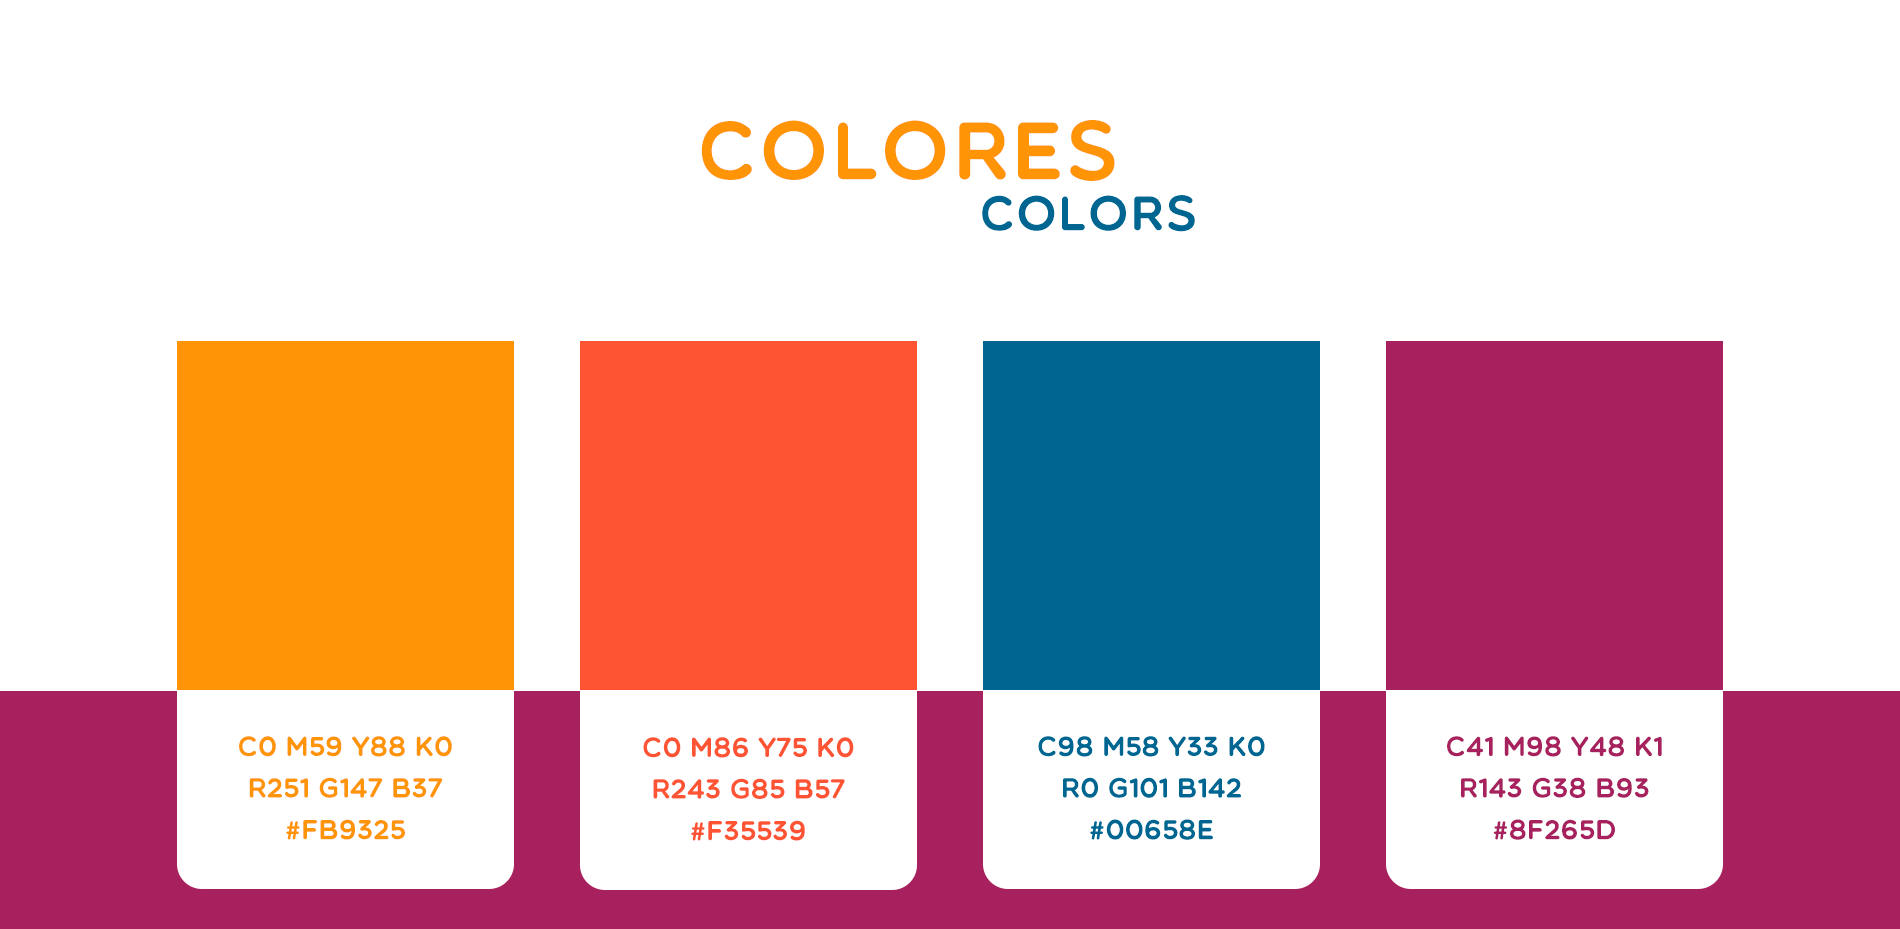 COLORES
COLORS
C0 M59 Y88 K0
R251 G147 B37
#FB9325
C0 M86 Y75 K0
R243 G85 B57
#F35539
C98 M58 Y33 K0
R0 G101 B142
#00658E
C41 M98 Y48 K1
R143 G38 B93
#8F265D